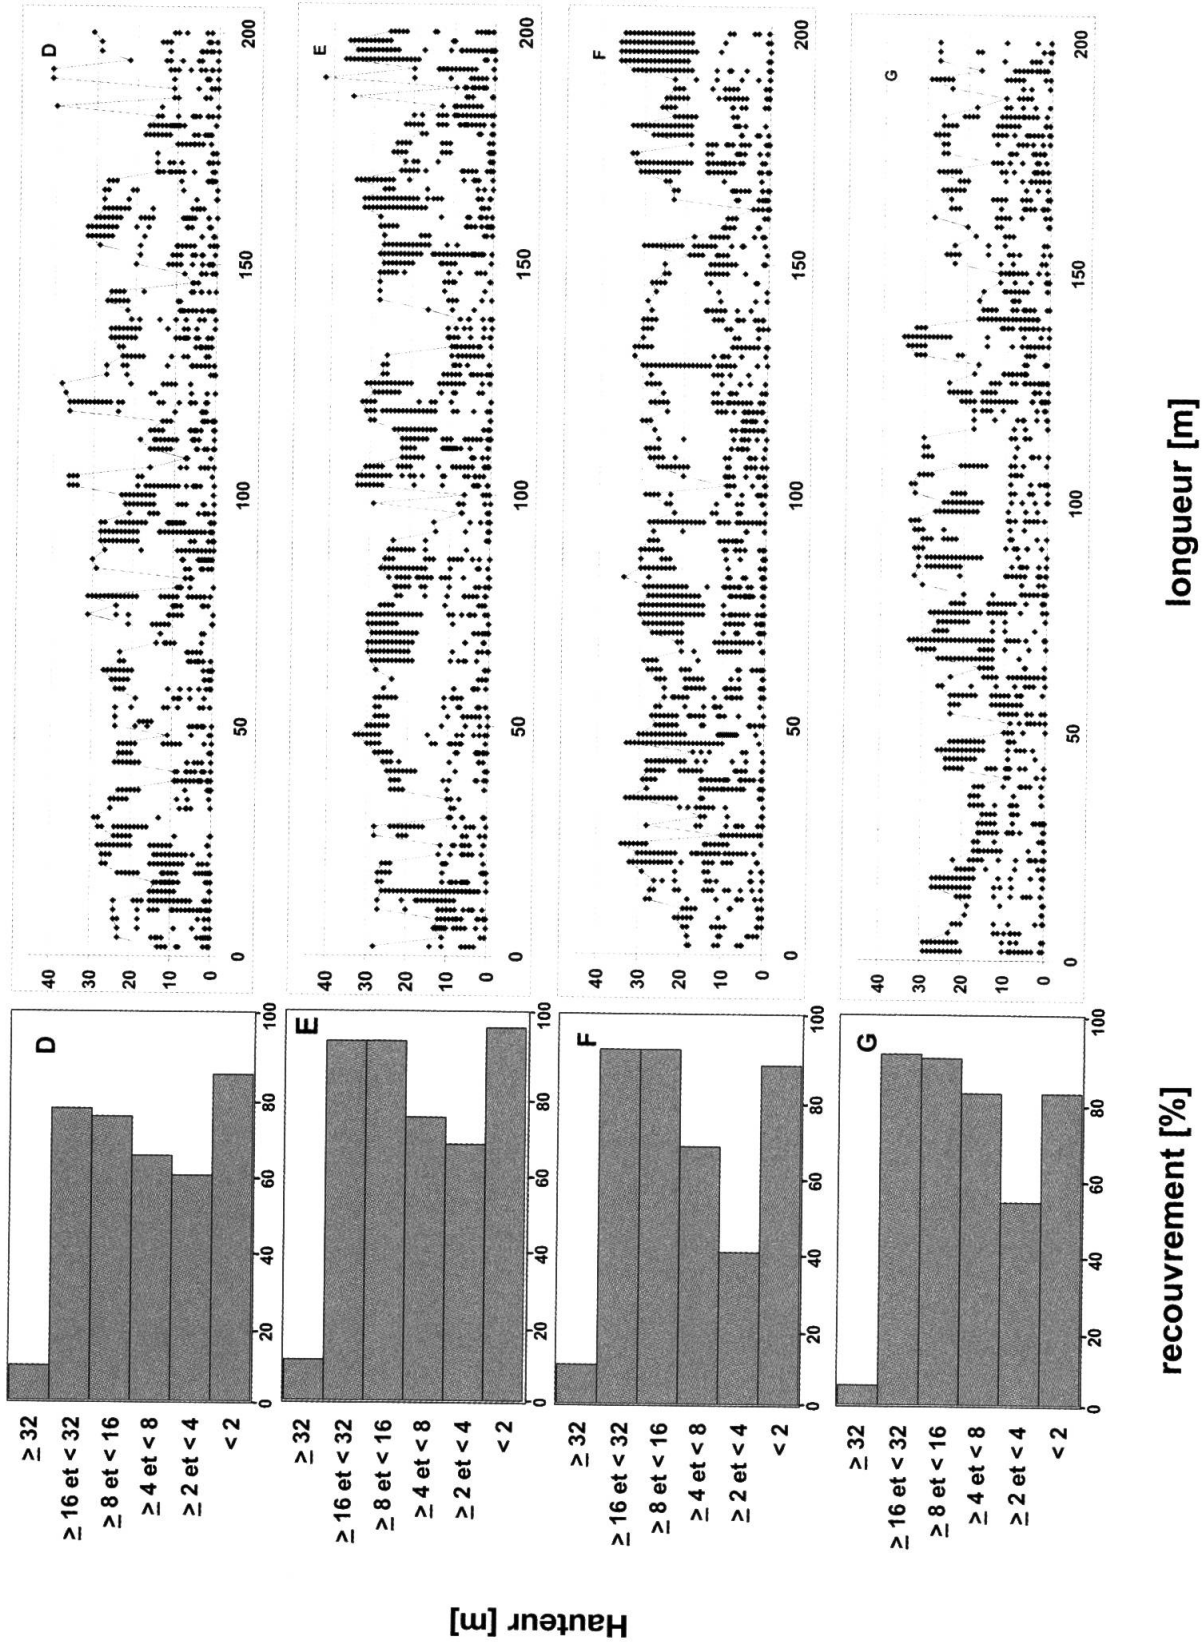 Hauteur [m]
≥ 32
≥ 16 et < 32
≥ 8 et < 16
≥ 4 et < 8
≥ 2 et < 4
< 2
D
0 20 40 60 80 100
40
30
20
10
0
D
0 50 100 150 200
≥ 32
≥ 16 et < 32
≥ 8 et < 16
≥ 4 et < 8
≥ 2 et < 4
< 2
E
0 20 40 60 80 100
40
30
20
10
0
E
0 50 100 150 200
≥ 32
≥ 16 et < 32
≥ 8 et < 16
≥ 4 et < 8
≥ 2 et < 4
< 2
F
0 20 40 60 80 100
40
30
20
10
0
F
0 50 100 150 200
≥ 32
≥ 16 et < 32
≥ 8 et < 16
≥ 4 et < 8
≥ 2 et < 4
< 2
G
0 20 40 60 80 100
40
30
20
10
0
G
0 50 100 150 200
recouvrement [%]
longueur [m]